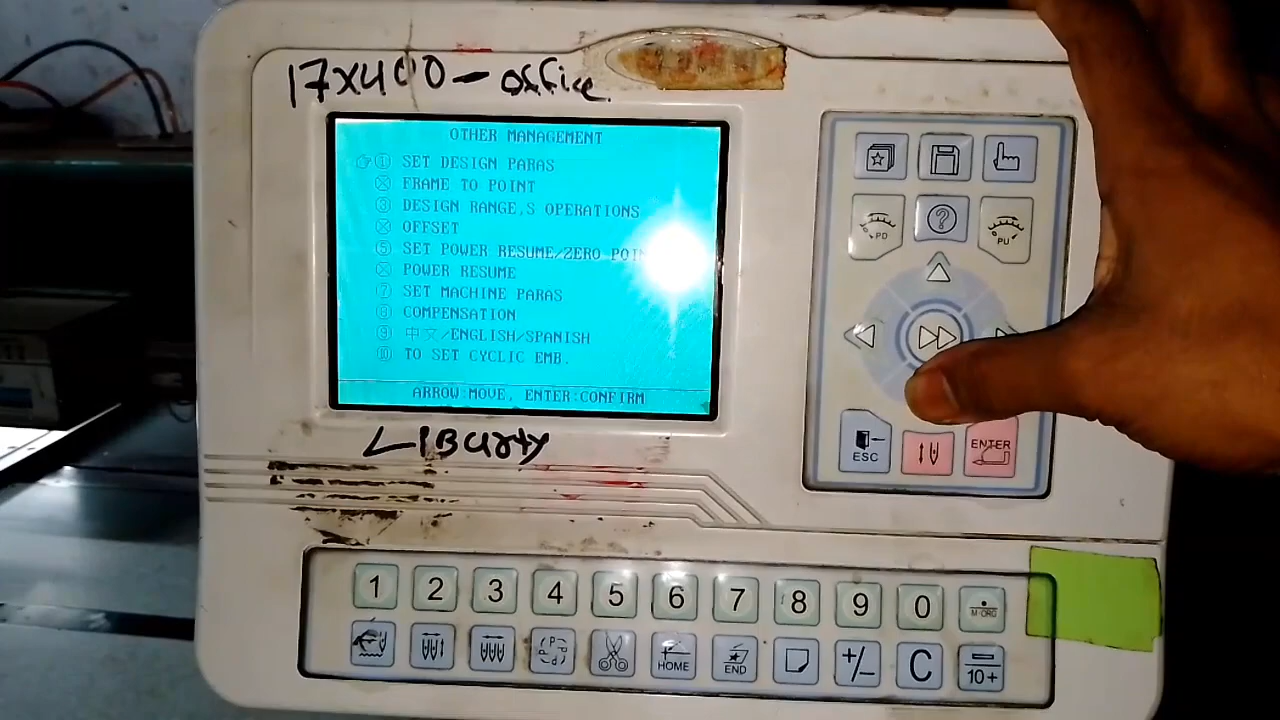 17X400-office
OTHER MANAGEMENT
① SET DESIGN PARAS
⊗ FRAME TO POINT
③ DESIGN RANGE,S OPERATIONS
⊗ OFFSET
⑤ SET POWER RESUME/ZERO POI
⊗ POWER RESUME
⑦ SET MACHINE PARAS
⑧ COMPENSATION
⑨ 中文/ENGLISH/SPANISH
⑩ TO SET CYCLIC EMB.
ARROW:MOVE, ENTER:CONFIRM
LIBURTY
PD
?
PU
ESC
ENTER
1 2 3 4 5 6 7 8 9 0 M·ORG
P d P d HOME END +/- C 10+